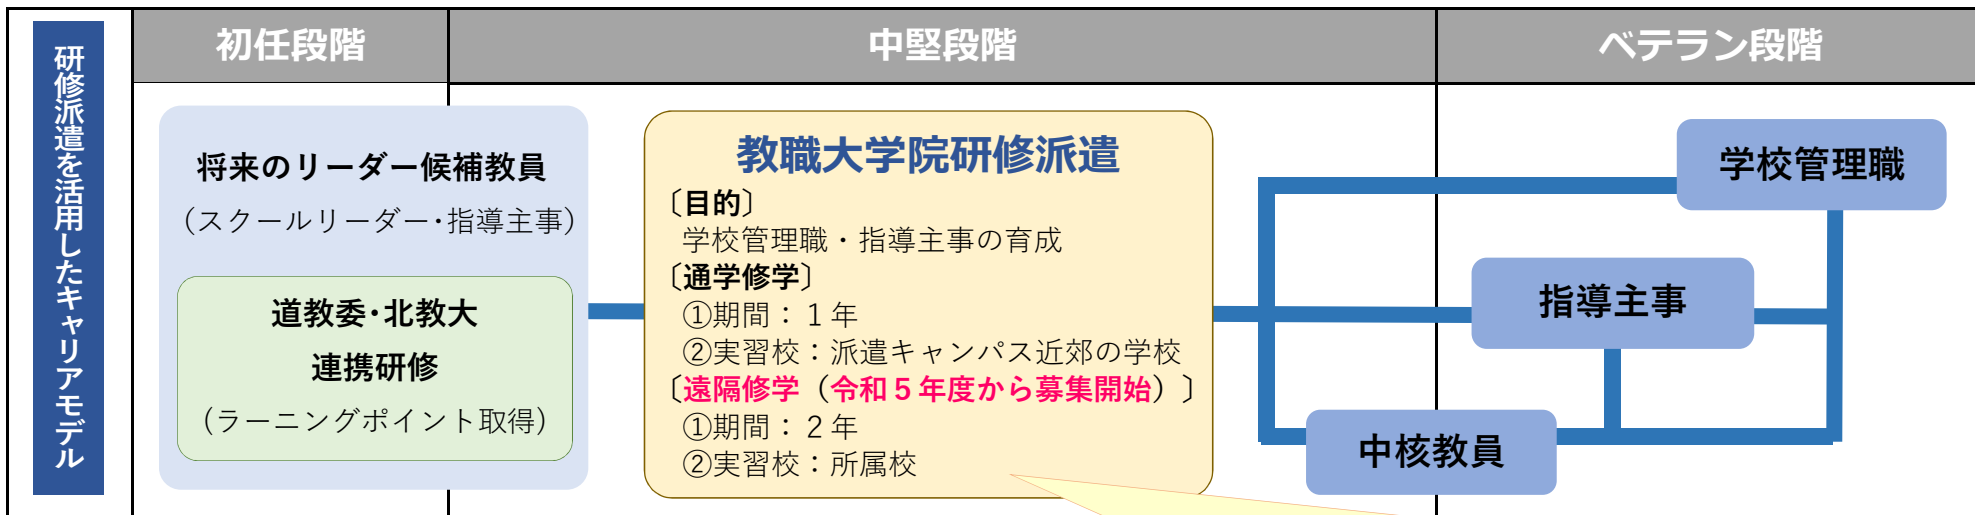 研修派遣を活用したキャリアモデル
初任段階
中堅段階
ベテラン段階
将来のリーダー候補教員
（スクールリーダー・指導主事）
道教委・北教大
連携研修
（ラーニングポイント取得）
教職大学院研修派遣
〔目的〕
学校管理職・指導主事の育成
〔通学修学〕
①期間：１年
②実習校：派遣キャンパス近郊の学校
〔遠隔修学（令和５年度から募集開始）〕
①期間：２年
②実習校：所属校
学校管理職
指導主事
中核教員